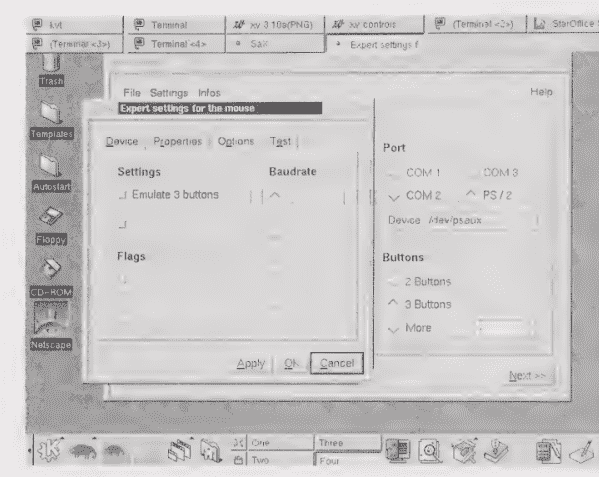 kvt
Terminal
xv 3.10a(PNG)
xv controls
(Terminal <2>)
StarOffice
(Terminal <3>)
Terminal <4>
SaX
Expert settings f
Trash
Templates
Autostart
Floppy
CD-ROM
Netscape
File Settings Infos
Help
Expert settings for the mouse
Device Properties Options Test
Settings
Baudrate
Emulate 3 buttons
Flags
Apply OK Cancel
Port
COM 1 COM 3
COM 2 PS/2
Device /dev/psaux
Buttons
2 Buttons
3 Buttons
More
Next >>
One
Three
Two
Four